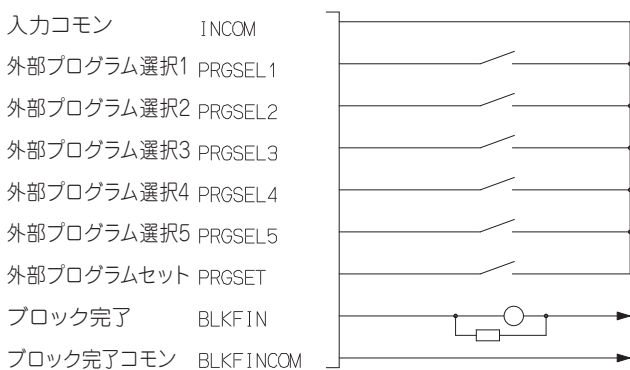 入力コモン INCOM
外部プログラム選択1 PRGSEL1
外部プログラム選択2 PRGSEL2
外部プログラム選択3 PRGSEL3
外部プログラム選択4 PRGSEL4
外部プログラム選択5 PRGSEL5
外部プログラムセット PRGSET
ブロック完了 BLKFIN
ブロック完了コモン BLKFINCOM